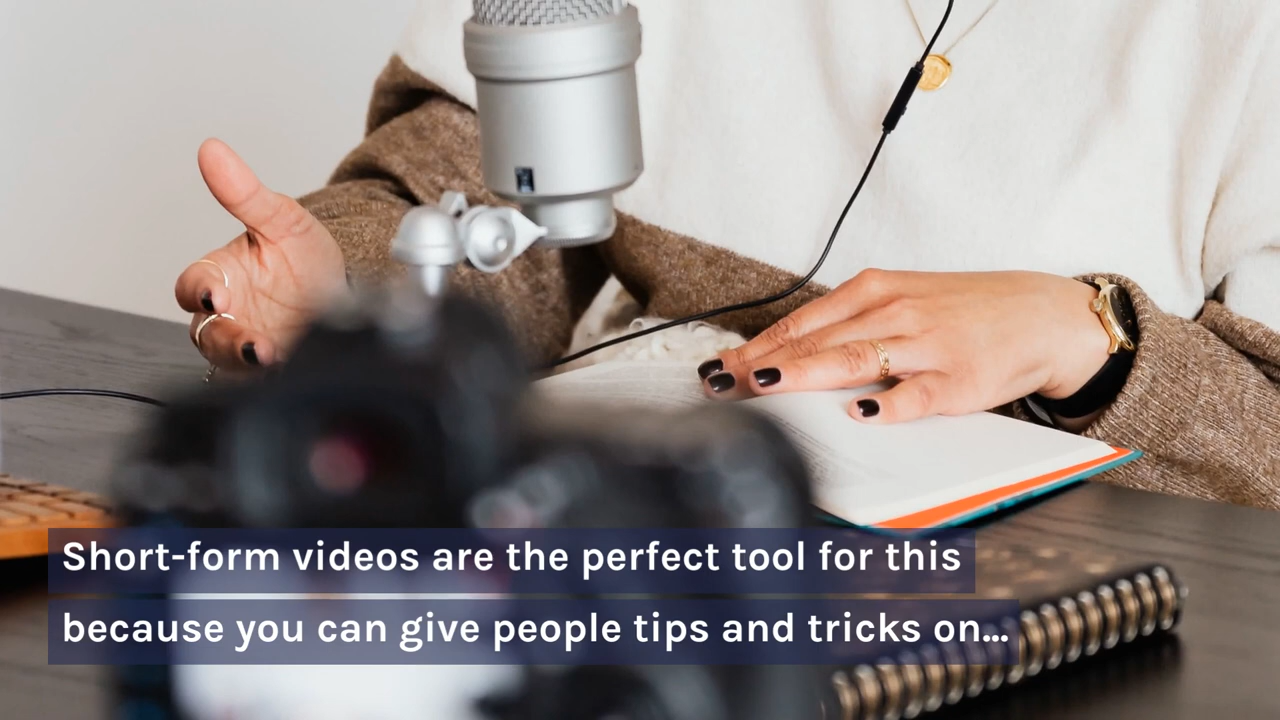 Short-form videos are the perfect tool for this
because you can give people tips and tricks on...